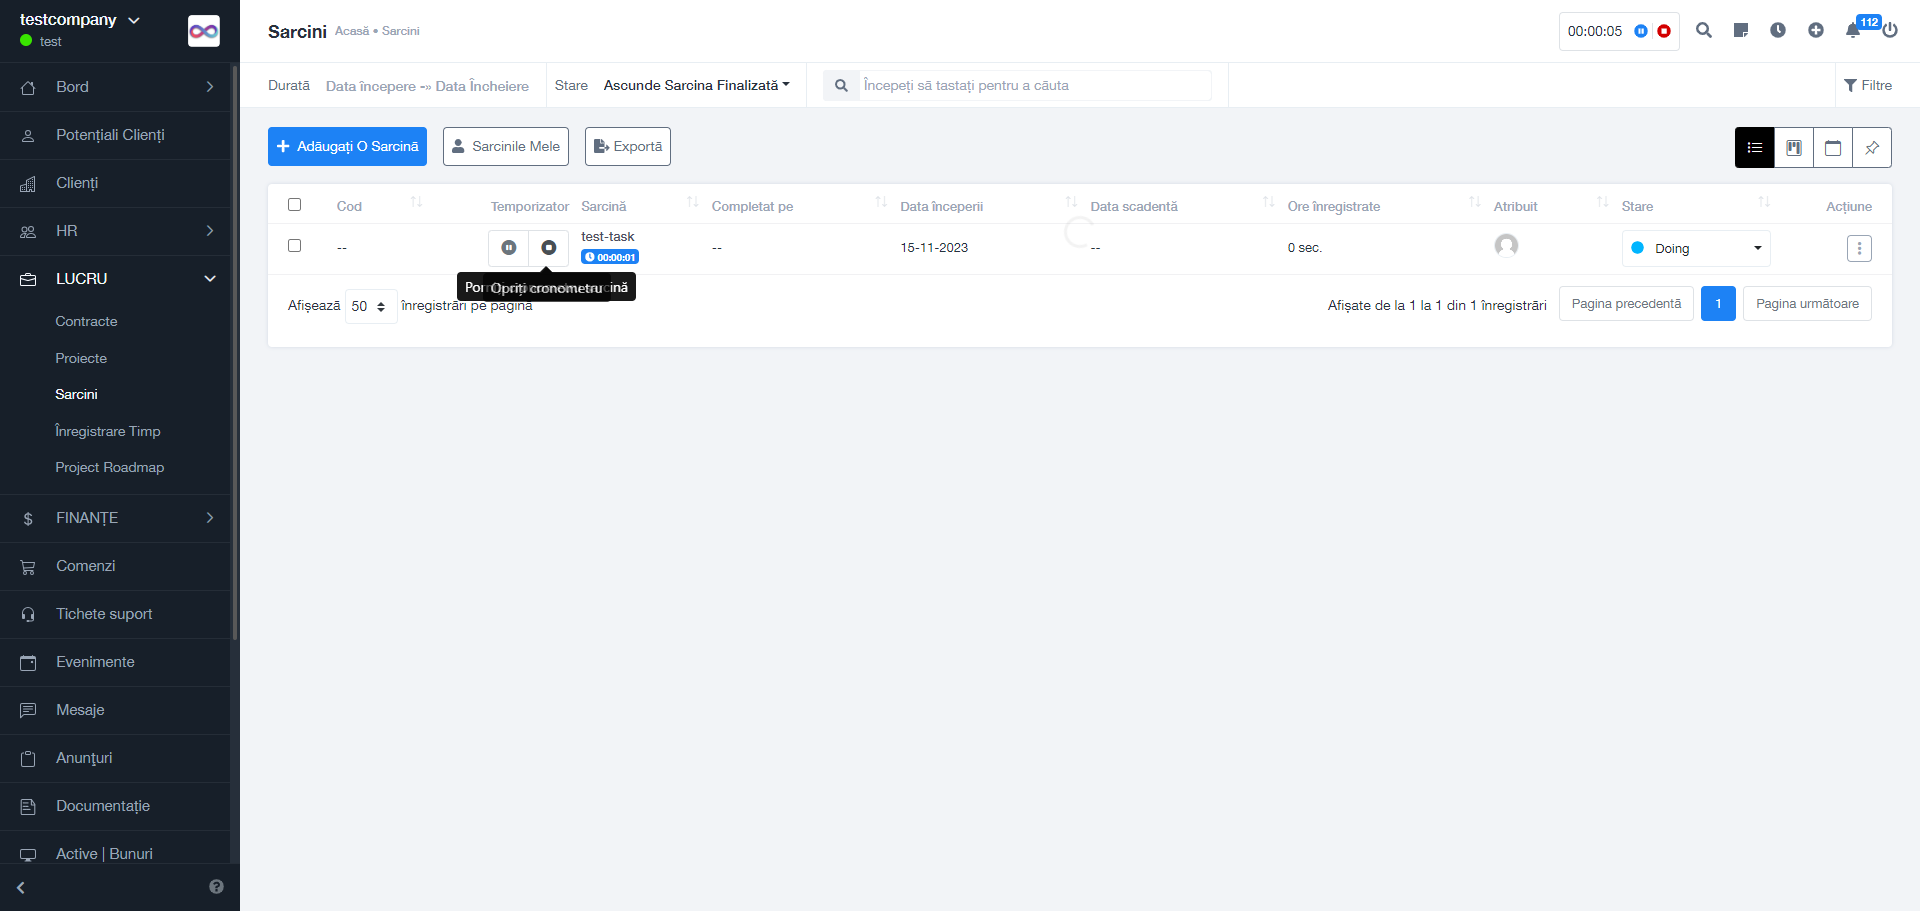 testcompany
test
Sarcini
Acasă • Sarcini
00:00:05
112
Bord
Potențiali Clienți
Clienți
HR
LUCRU
Contracte
Proiecte
Sarcini
Înregistrare Timp
Project Roadmap
FINANȚE
Comenzi
Tichete suport
Evenimente
Mesaje
Anunţuri
Documentație
Active | Bunuri
Durată
Data începere -» Data Încheiere
Stare
Ascunde Sarcina Finalizată
Începeți să tastați pentru a căuta
Filtre
Adăugați O Sarcină
Sarcinile Mele
Exportă
Cod
Temporizator
Sarcină
Completat pe
Data începerii
Data scadentă
Ore înregistrate
Atribuit
Stare
Acțiune
--
test-task
00:00:01
--
15-11-2023
--
0 sec.
Doing
Opriți cronometru
Afișează 50 înregistrări pe pagină
Afișate de la 1 la 1 din 1 înregistrări
Pagina precedentă
1
Pagina următoare